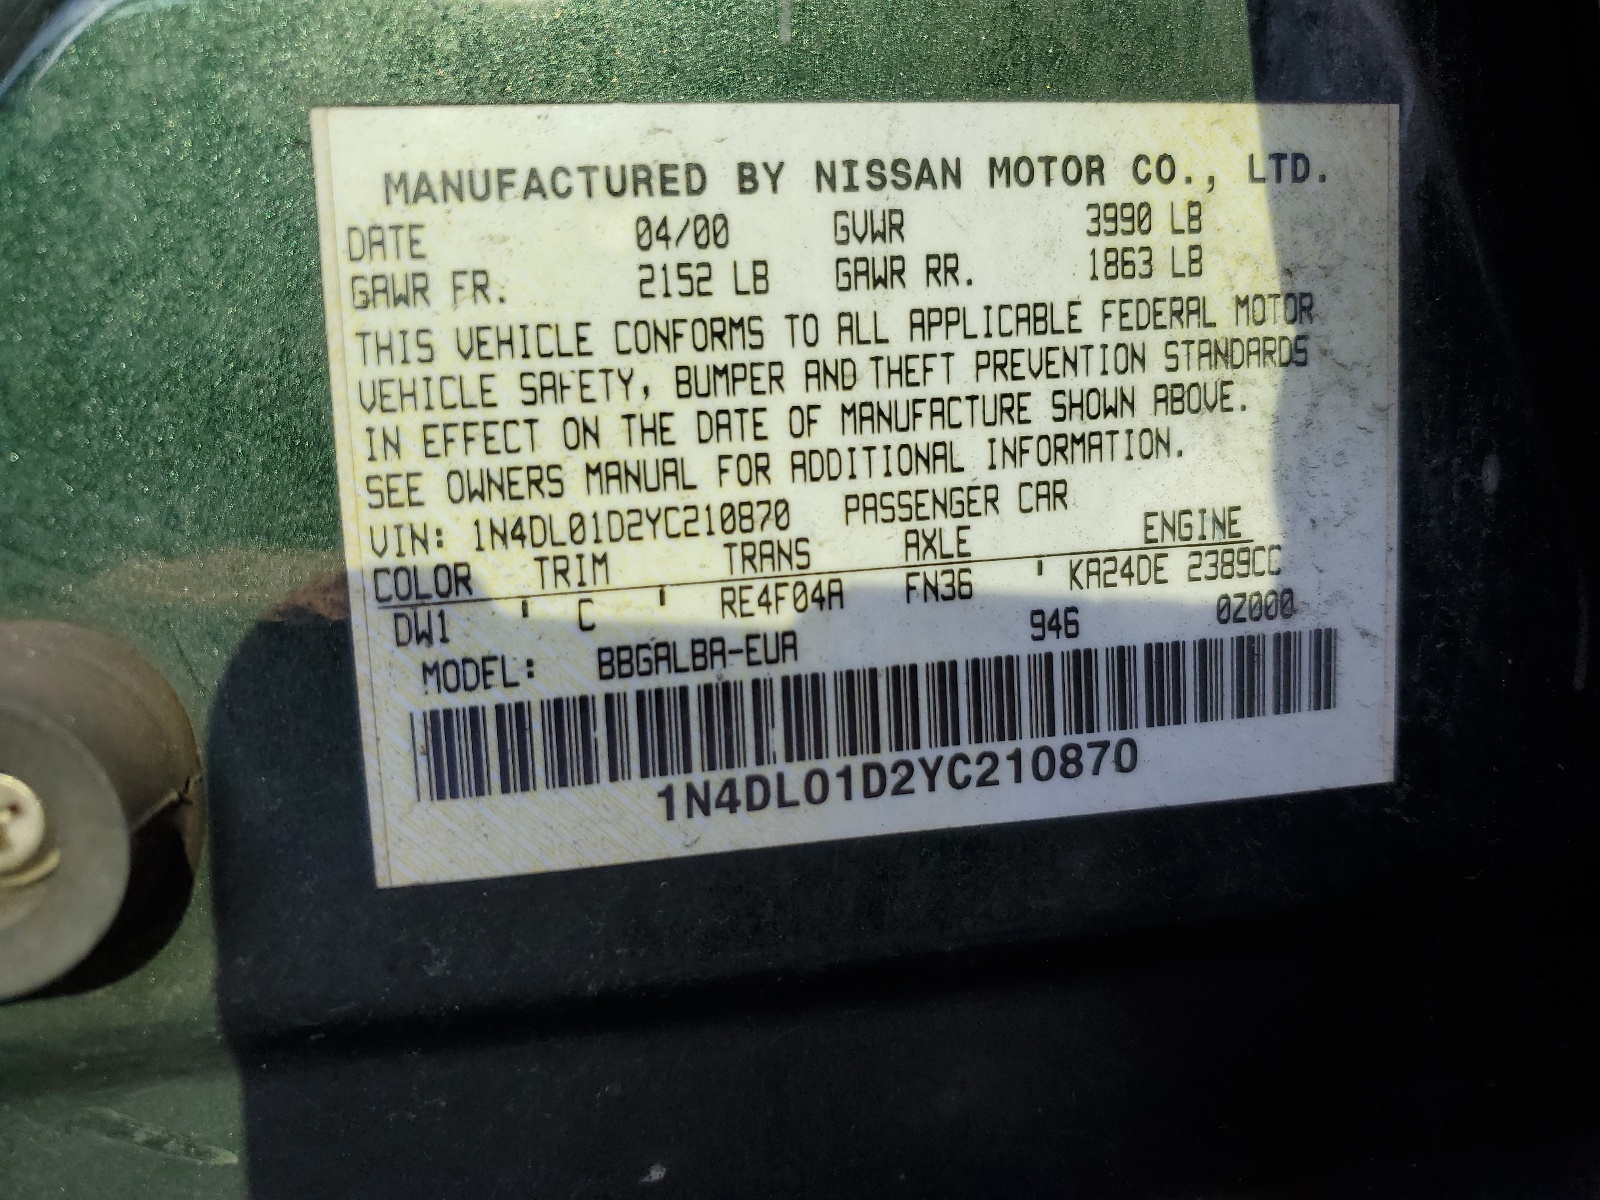 MANUFACTURED BY NISSAN MOTOR CO., LTD.
DATE 04/00 GVWR 3990 LB
GAWR FR. 2152 LB GAWR RR. 1863 LB
THIS VEHICLE CONFORMS TO ALL APPLICABLE FEDERAL MOTOR
VEHICLE SAFETY, BUMPER AND THEFT PREVENTION STANDARDS
IN EFFECT ON THE DATE OF MANUFACTURE SHOWN ABOVE.
SEE OWNERS MANUAL FOR ADDITIONAL INFORMATION.
VIN: 1N4DL01D2YC210870 PASSENGER CAR
COLOR TRIM TRANS AXLE ENGINE
DW1 ' C ' RE4F04A FN36 ' KA24DE 2389CC
MODEL: BBGALBA-EUA 946 0Z000
1N4DL01D2YC210870